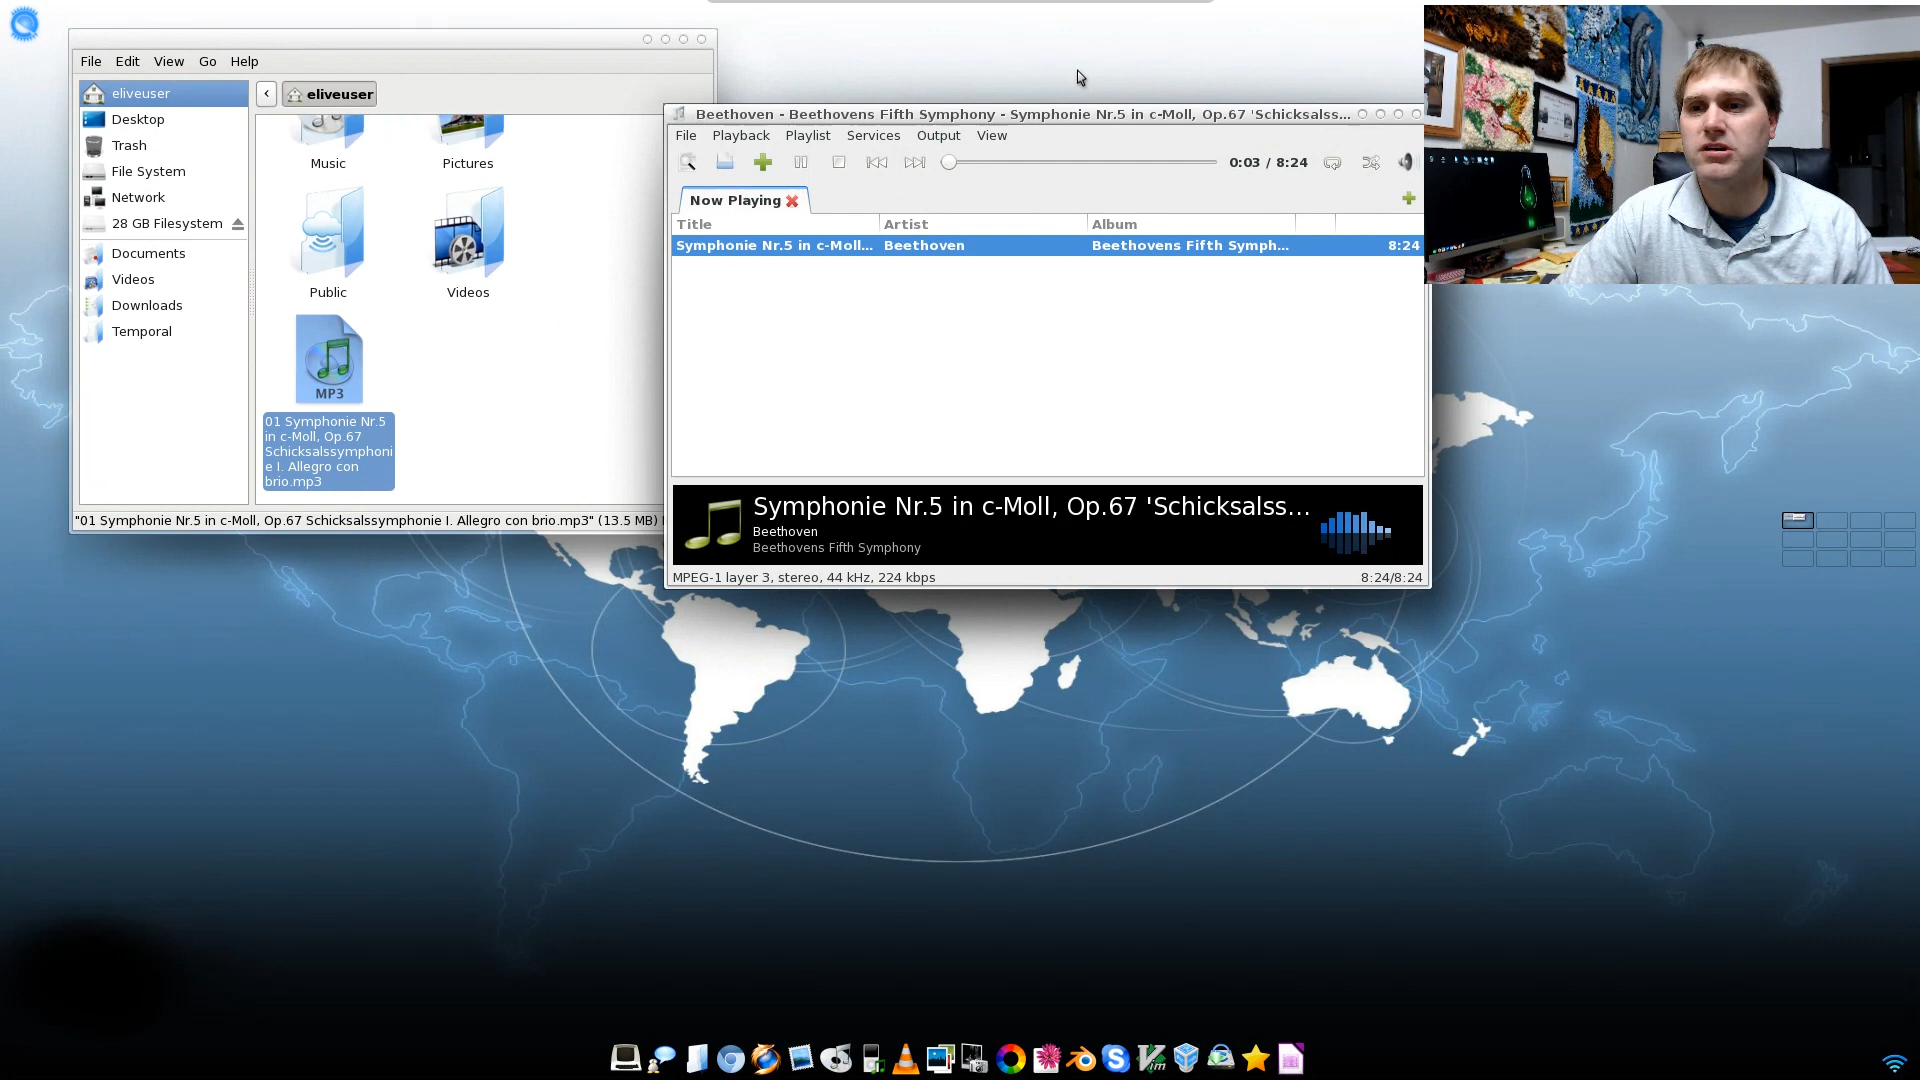 File Edit View Go Help
eliveuser
Desktop
Trash
File System
Network
28 GB Filesystem
Documents
Videos
Downloads
Temporal
eliveuser
Music Pictures
Public Videos
MP3
01 Symphonie Nr.5
in c-Moll, Op.67
Schicksalssymphoni
e I. Allegro con
brio.mp3
"01 Symphonie Nr.5 in c-Moll, Op.67 Schicksalssymphonie I. Allegro con brio.mp3" (13.5 MB)
Beethoven - Beethovens Fifth Symphony - Symphonie Nr.5 in c-Moll, Op.67 'Schicksalss...
File Playback Playlist Services Output View
0:03 / 8:24
Now Playing
Title Artist Album
Symphonie Nr.5 in c-Moll... Beethoven Beethovens Fifth Symph... 8:24
Symphonie Nr.5 in c-Moll, Op.67 'Schicksalss...
Beethoven
Beethovens Fifth Symphony
MPEG-1 layer 3, stereo, 44 kHz, 224 kbps 8:24/8:24
Vim